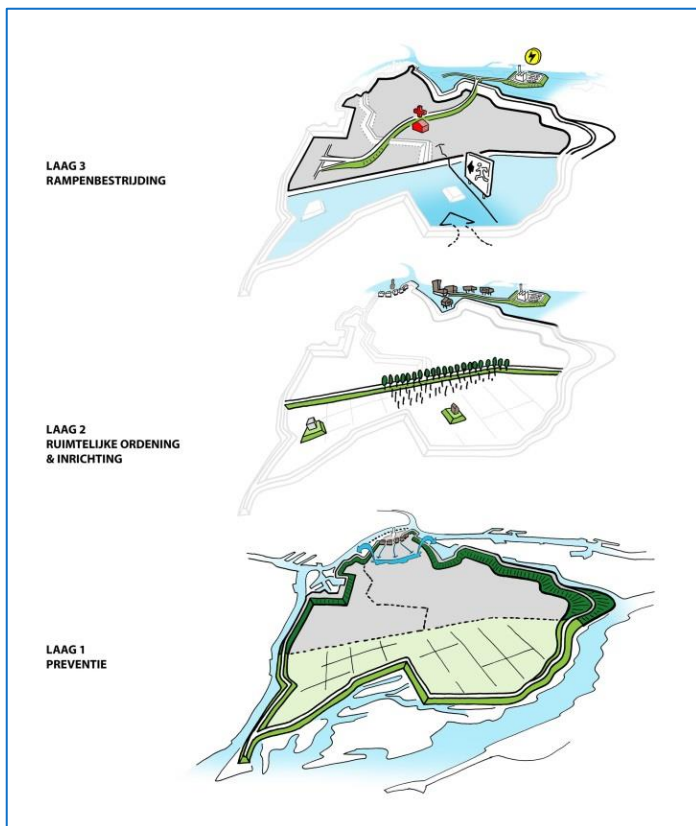 LAAG 3
RAMPENBESTRIJDING
LAAG 2
RUIMTELIJKE ORDENING
& INRICHTING
LAAG 1
PREVENTIE